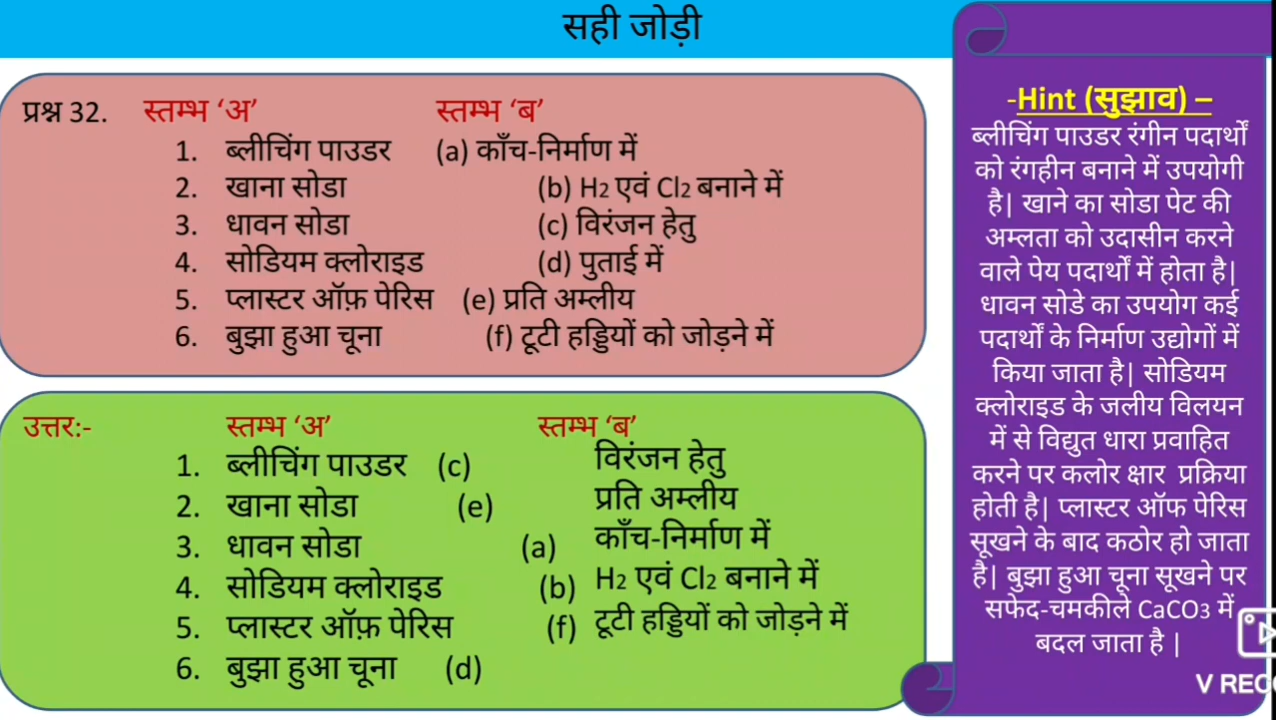 सही जोड़ी
प्रश्न 32. स्तम्भ ‘अ’ स्तम्भ ‘ब’
1. ब्लीचिंग पाउडर (a) काँच-निर्माण में
2. खाना सोडा (b) H2 एवं Cl2 बनाने में
3. धावन सोडा (c) विरंजन हेतु
4. सोडियम क्लोराइड (d) पुताई में
5. प्लास्टर ऑफ़ पेरिस (e) प्रति अम्लीय
6. बुझा हुआ चूना (f) टूटी हड्डियों को जोड़ने में
उत्तर:- स्तम्भ ‘अ’ स्तम्भ ‘ब’
1. ब्लीचिंग पाउडर (c) विरंजन हेतु
2. खाना सोडा (e) प्रति अम्लीय
3. धावन सोडा (a) काँच-निर्माण में
4. सोडियम क्लोराइड (b) H2 एवं Cl2 बनाने में
5. प्लास्टर ऑफ़ पेरिस (f) टूटी हड्डियों को जोड़ने में
6. बुझा हुआ चूना (d)
-Hint (सुझाव) –
ब्लीचिंग पाउडर रंगीन पदार्थों
को रंगहीन बनाने में उपयोगी
है| खाने का सोडा पेट की
अम्लता को उदासीन करने
वाले पेय पदार्थों में होता है|
धावन सोडे का उपयोग कई
पदार्थों के निर्माण उद्योगों में
किया जाता है| सोडियम
क्लोराइड के जलीय विलयन
में से विद्युत धारा प्रवाहित
करने पर कलोर क्षार प्रक्रिया
होती है| प्लास्टर ऑफ पेरिस
सूखने के बाद कठोर हो जाता
है| बुझा हुआ चूना सूखने पर
सफेद-चमकीले CaCO3 में
बदल जाता है |
V REC